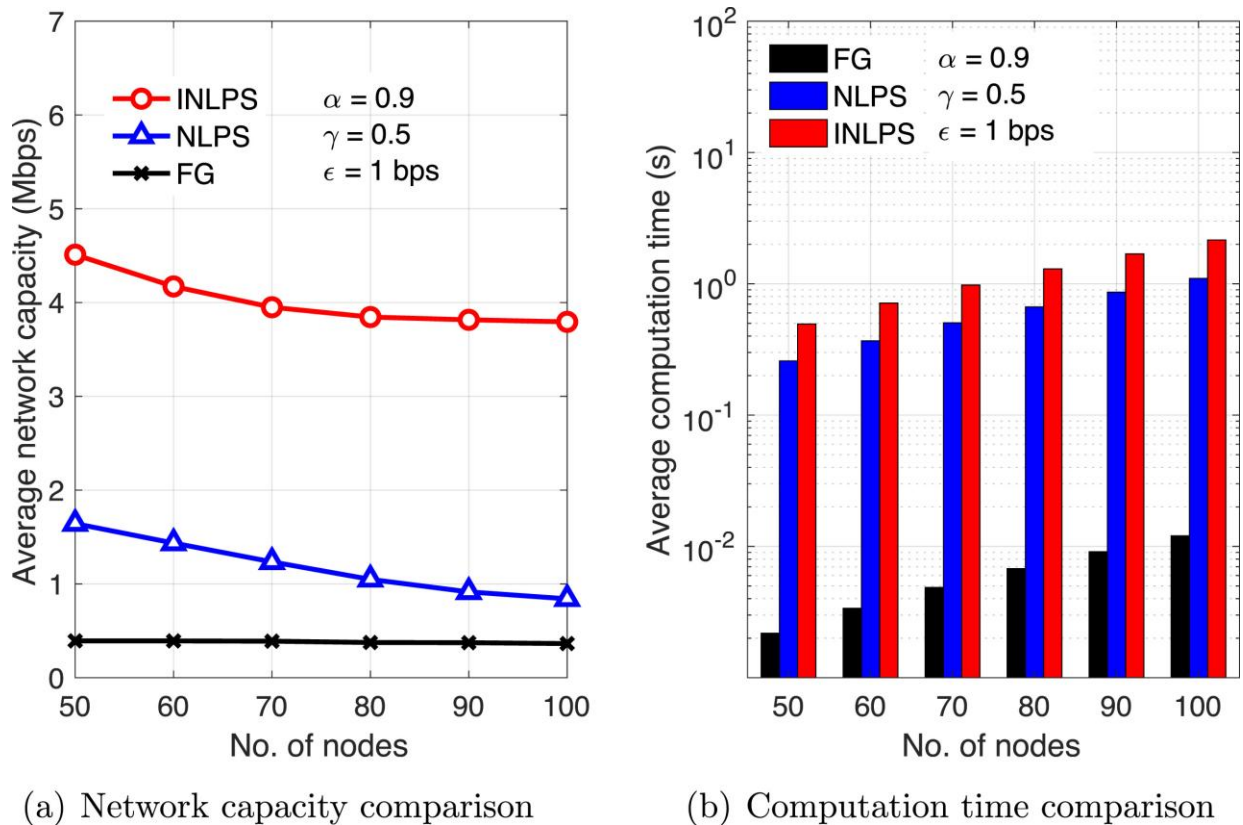 7
6
5
4
3
2
1
0
Average network capacity (Mbps)
INLPS α = 0.9
NLPS γ = 0.5
FG ϵ = 1 bps
50 60 70 80 90 100
No. of nodes
(a) Network capacity comparison
10^2
10^1
10^0
10^-1
10^-2
Average computation time (s)
FG α = 0.9
NLPS γ = 0.5
INLPS ϵ = 1 bps
50 60 70 80 90 100
No. of nodes
(b) Computation time comparison